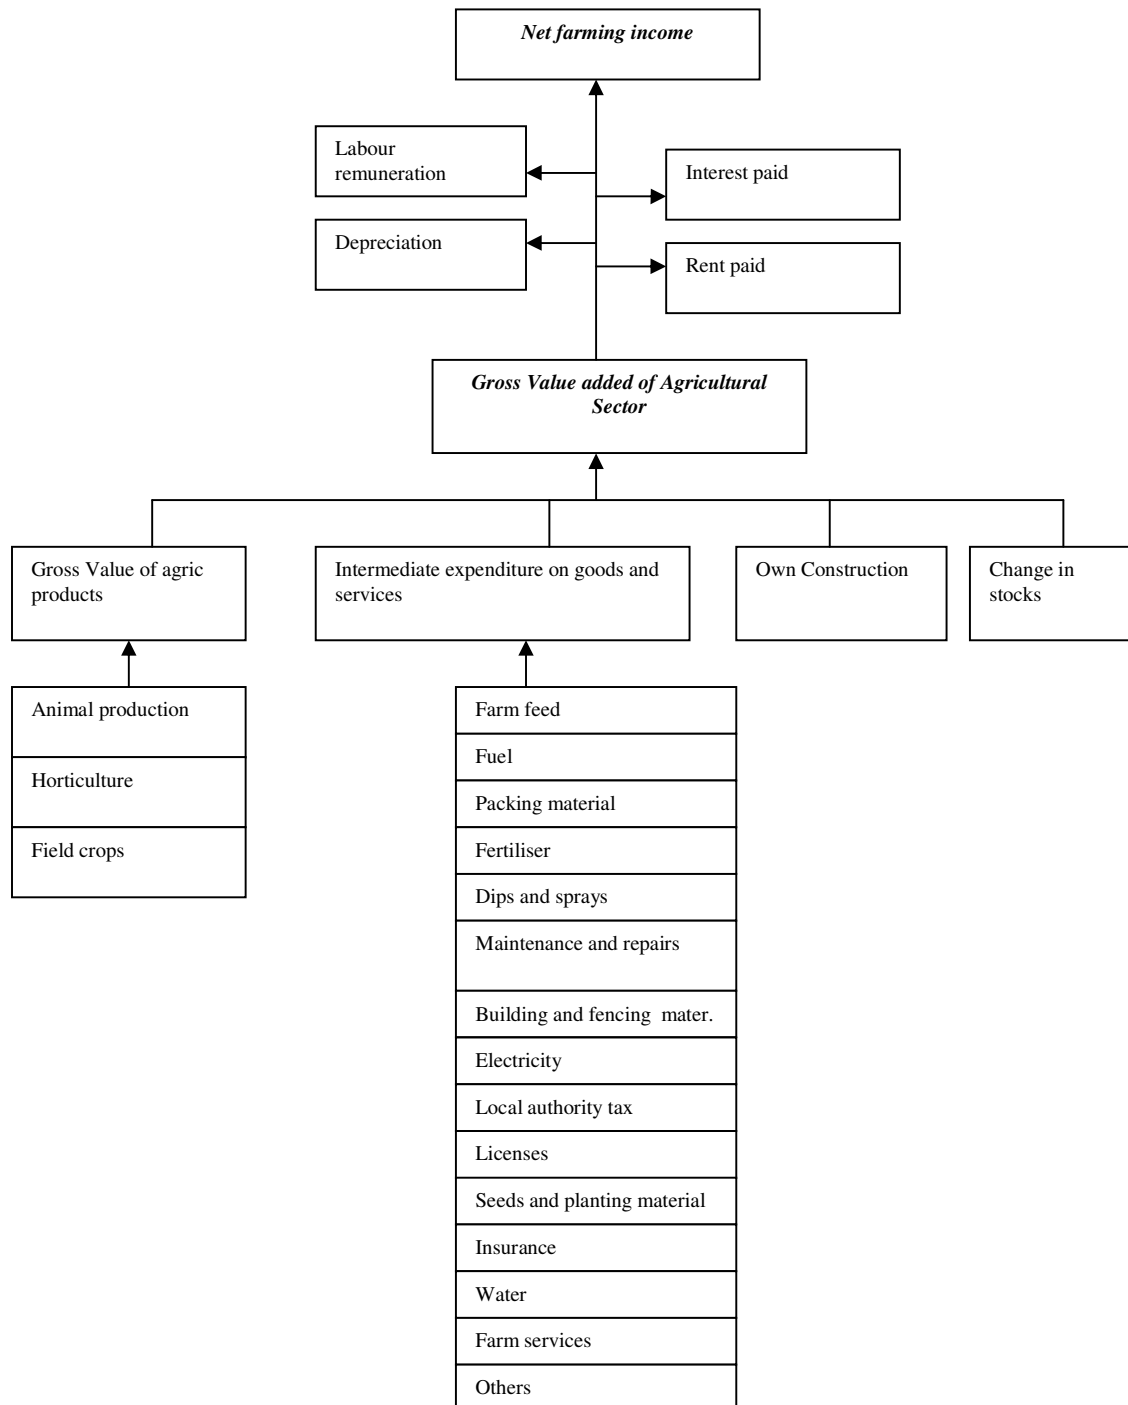 Net farming income
Labour
remuneration
Interest paid
Depreciation
Rent paid
Gross Value added of Agricultural
Sector
Gross Value of agric
products
Intermediate expenditure on goods and
services
Own Construction
Change in
stocks
Animal production
Horticulture
Field crops
Farm feed
Fuel
Packing material
Fertiliser
Dips and sprays
Maintenance and repairs
Building and fencing mater.
Electricity
Local authority tax
Licenses
Seeds and planting material
Insurance
Water
Farm services
Others